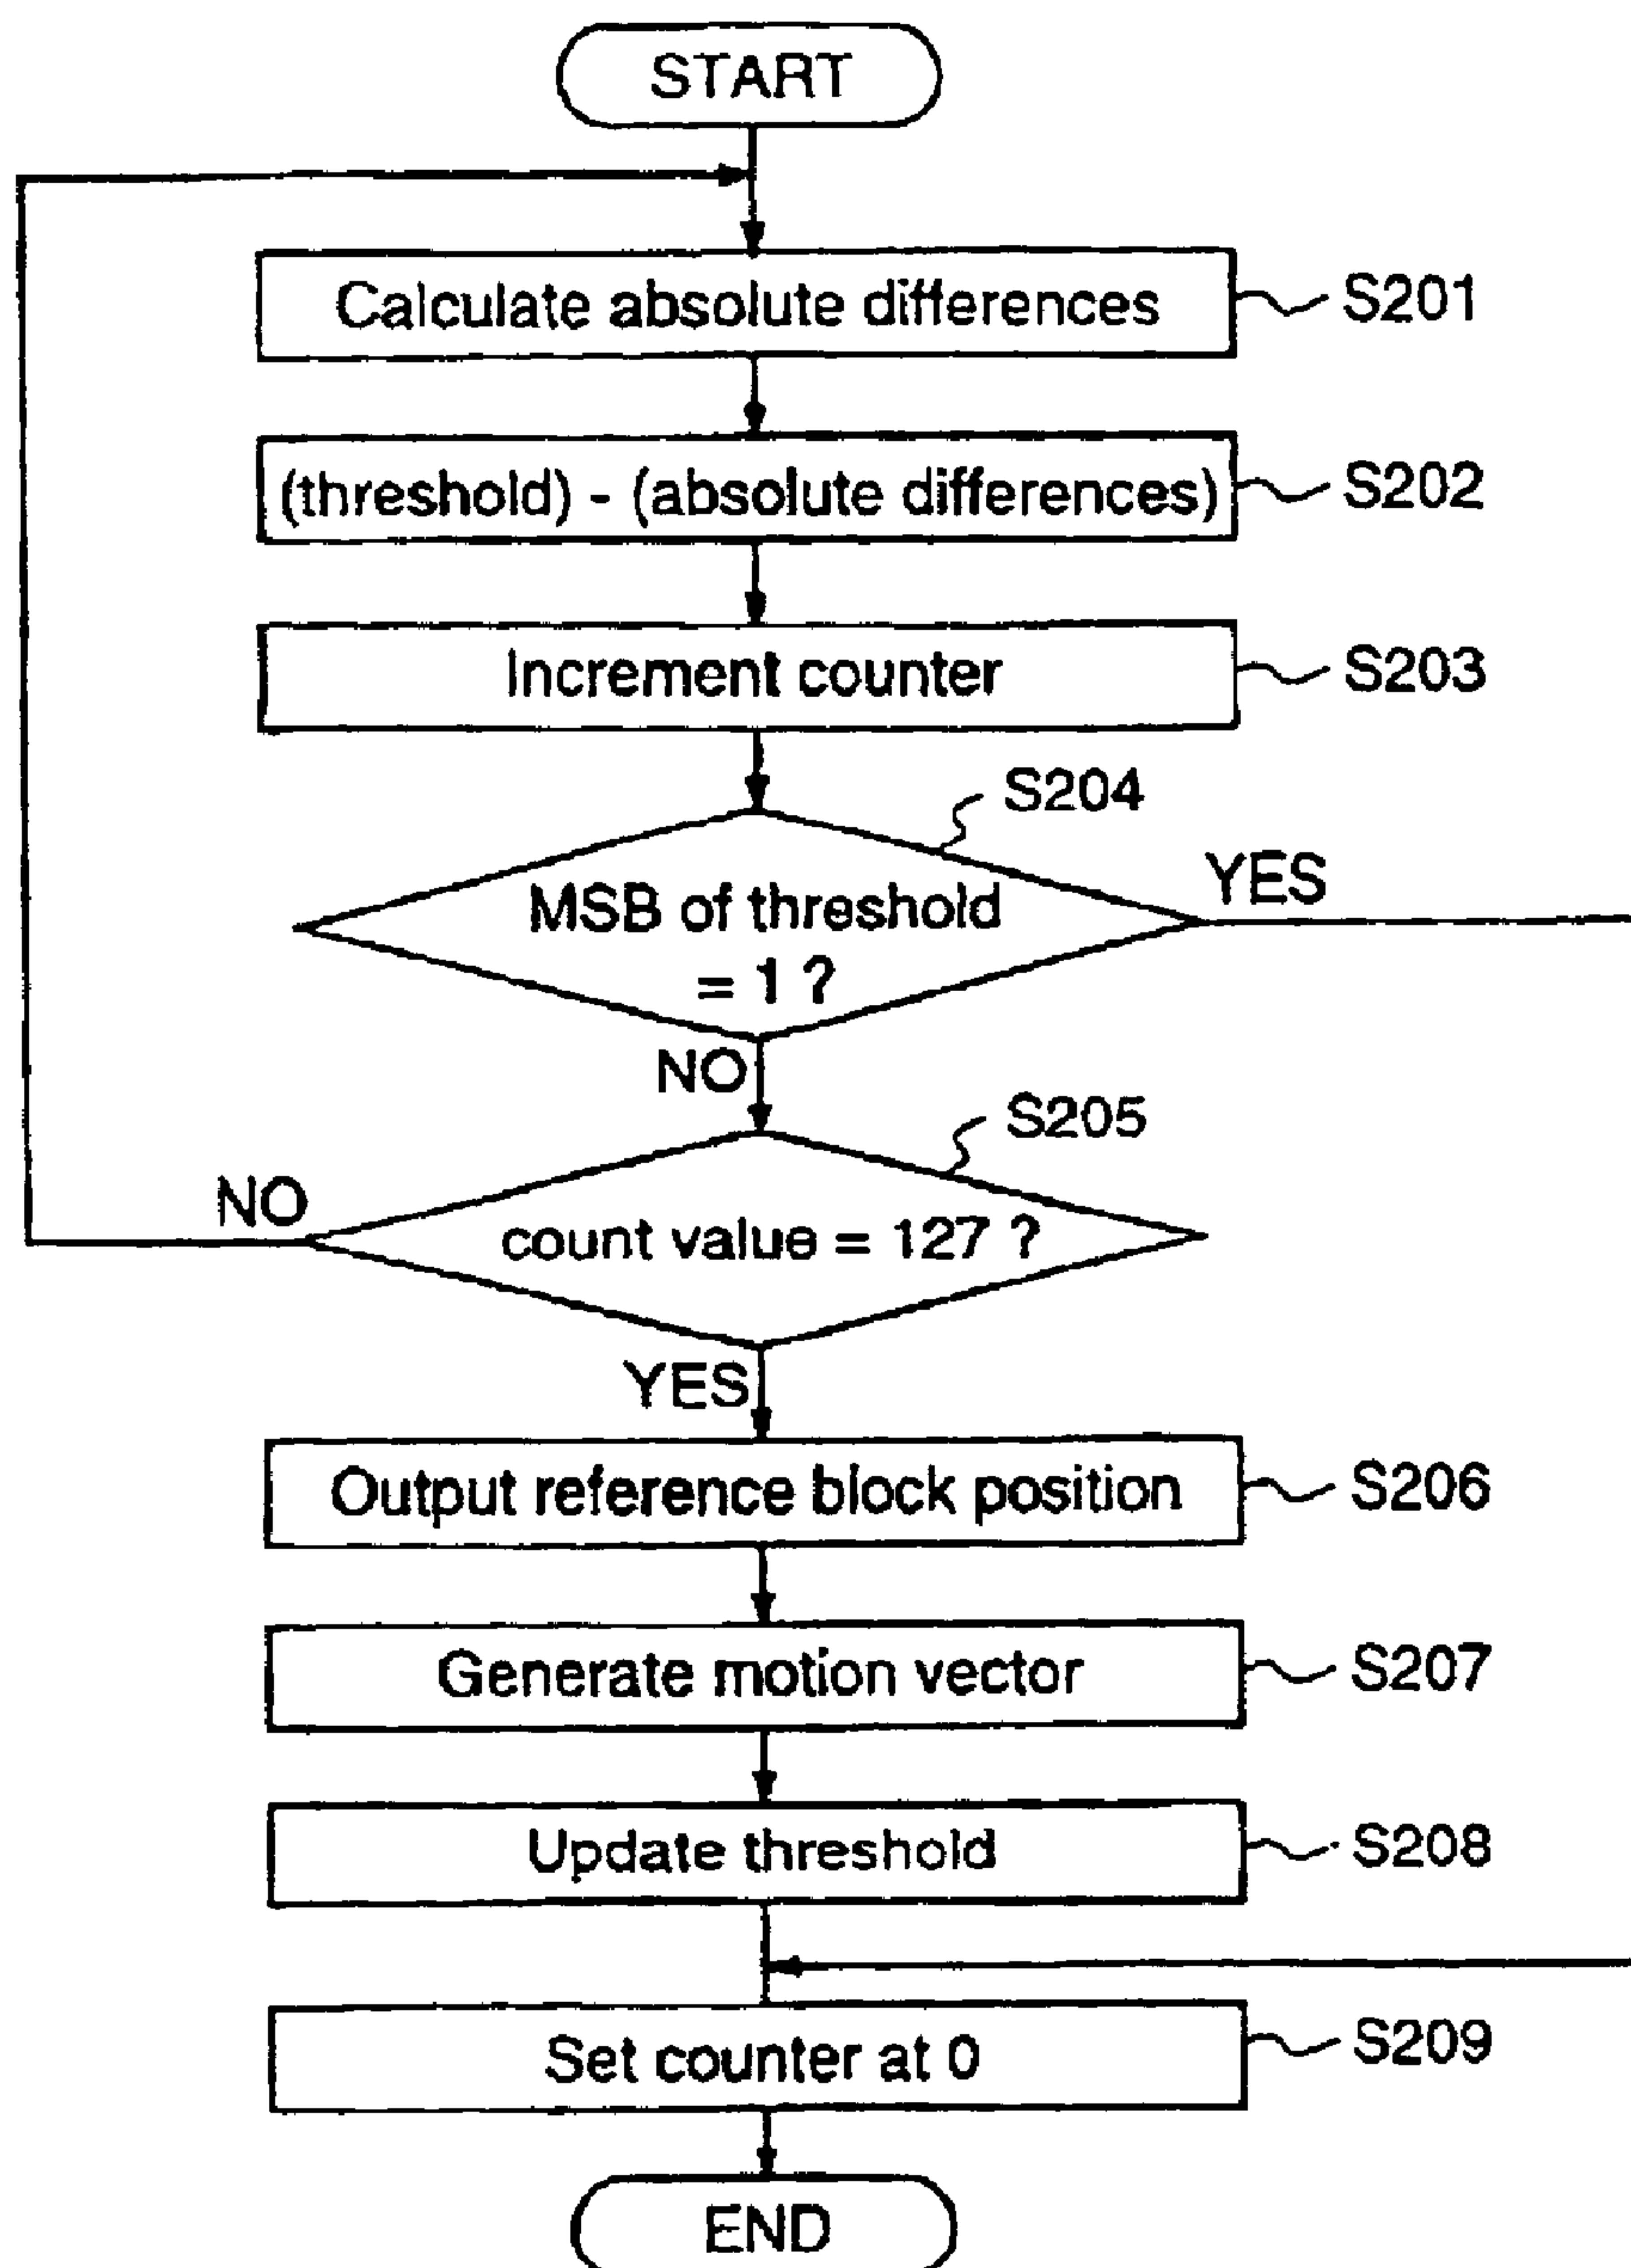 START
Calculate absolute differences
S201
(threshold) - (absolute differences)
S202
Increment counter
S203
S204
MSB of threshold
= 1 ?
YES
NO
S205
count value = 127 ?
NO
YES
Output reference block position
S206
Generate motion vector
S207
Update threshold
S208
Set counter at 0
S209
END